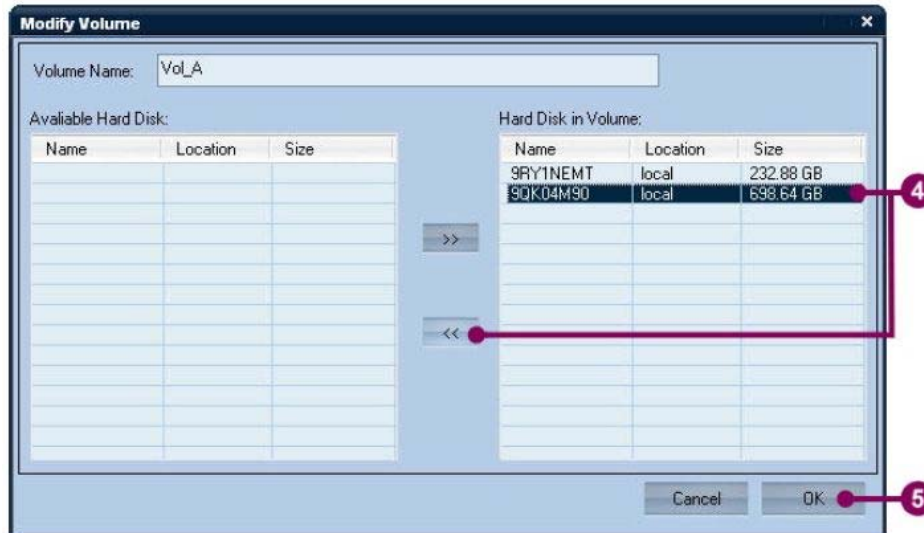 Modify Volume x
Volume Name: Vol_A
Avaliable Hard Disk:
Name Location Size
>>
<<
Hard Disk in Volume:
Name Location Size
9RY1NEMT local 232.88 GB
9QK04M90 local 698.64 GB
4
Cancel OK 5